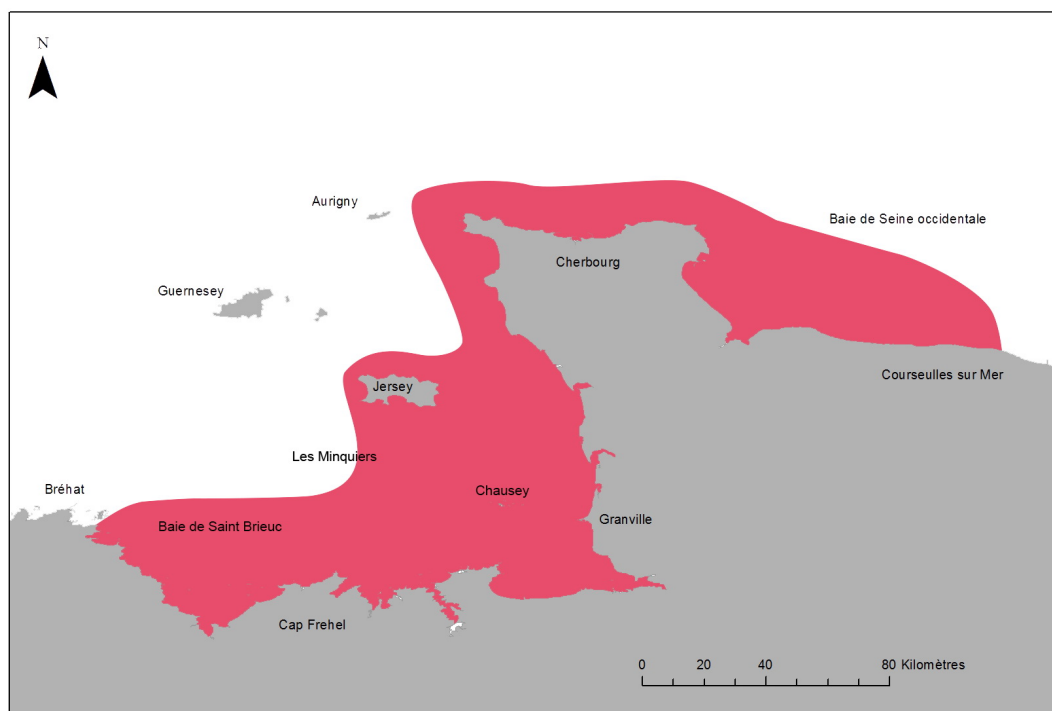 N
Aurigny
Baie de Seine occidentale
Cherbourg
Guernesey
Jersey
Courseulles sur Mer
Les Minquiers
Bréhat
Chausey
Baie de Saint Brieuc
Granville
Cap Frehel
0 20 40 80 Kilomètres